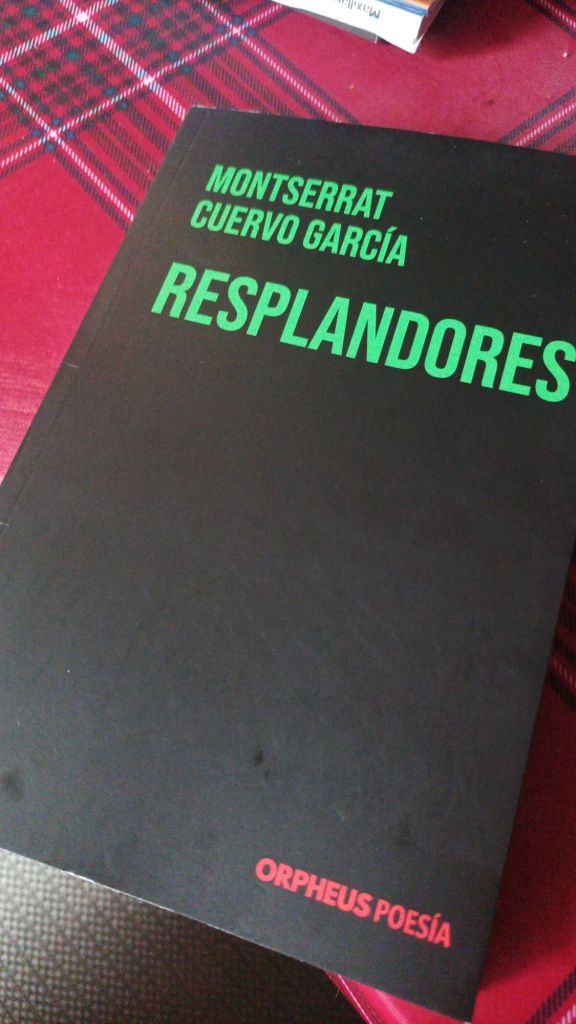 MONTSERRAT
CUERVO GARCÍA
RESPLANDORES
ORPHEUS POESÍA